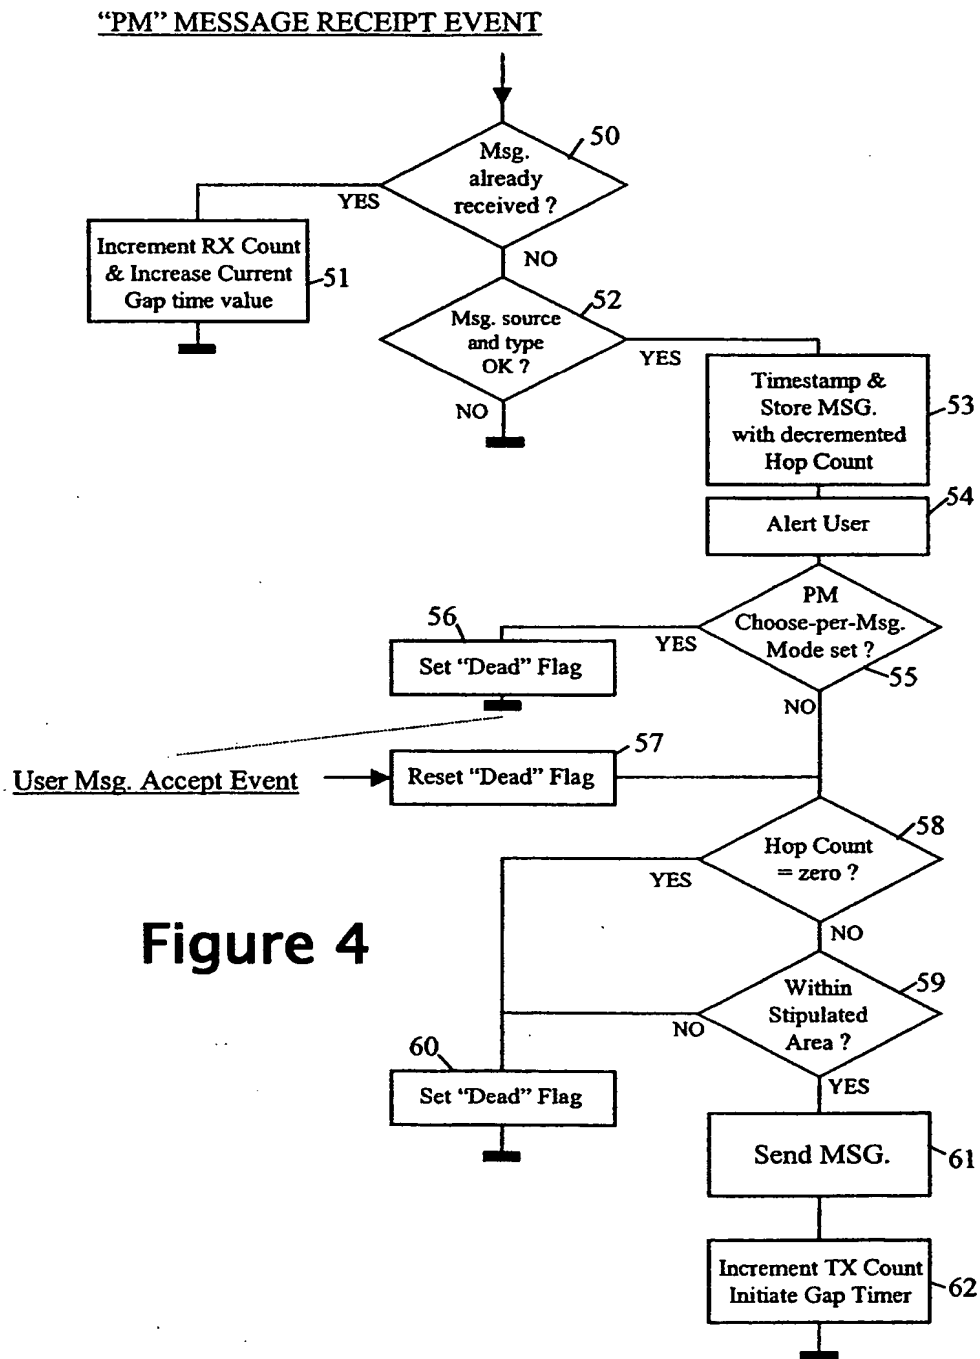 “PM” MESSAGE RECEIPT EVENT
50
Msg.
already
received ?
YES
NO
Increment RX Count
& Increase Current
Gap time value
51
52
Msg. source
and type
OK ?
YES
NO
Timestamp &
Store MSG.
with decremented
Hop Count
53
54
Alert User
PM
Choose-per-Msg.
Mode set ?
55
YES
NO
56
Set “Dead” Flag
57
User Msg. Accept Event
Reset “Dead” Flag
58
Hop Count
= zero ?
YES
NO
Figure 4
59
Within
Stipulated
Area ?
NO
YES
60
Set “Dead” Flag
Send MSG.
61
Increment TX Count
Initiate Gap Timer
62